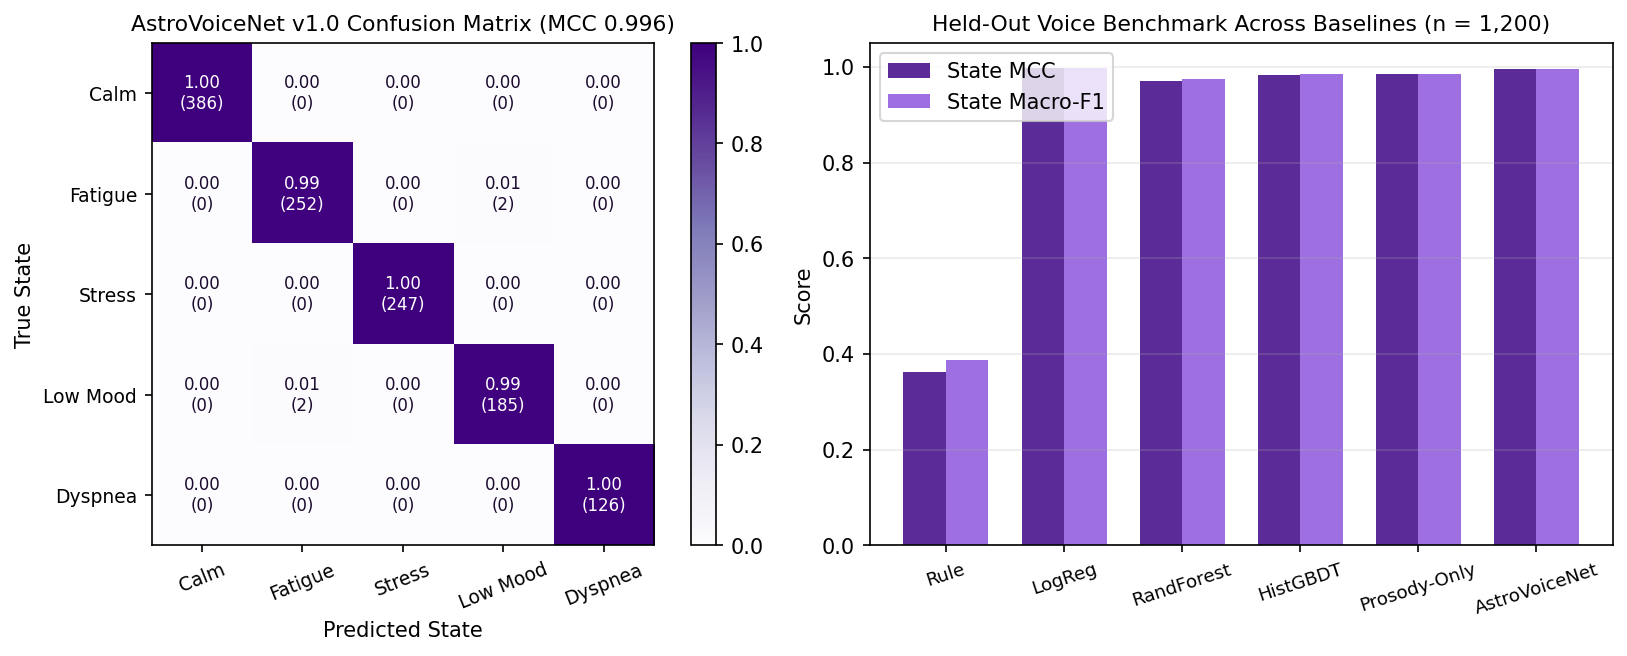 AstroVoiceNet v1.0 Confusion Matrix (MCC 0.996)
True State
Calm
1.00 0.00 0.00 0.00 0.00
(386) (0) (0) (0) (0)
Fatigue
0.00 0.99 0.00 0.01 0.00
(0) (252) (0) (2) (0)
Stress
0.00 0.00 1.00 0.00 0.00
(0) (0) (247) (0) (0)
Low Mood
0.00 0.01 0.00 0.99 0.00
(0) (2) (0) (185) (0)
Dyspnea
0.00 0.00 0.00 0.00 1.00
(0) (0) (0) (0) (126)
Calm Fatigue Stress Low Mood Dyspnea
Predicted State
1.0
0.8
0.6
0.4
0.2
0.0
Held-Out Voice Benchmark Across Baselines (n = 1,200)
State MCC
State Macro-F1
Score
1.0
0.8
0.6
0.4
0.2
0.0
Rule LogReg RandForest HistGBDT Prosody-Only AstroVoiceNet